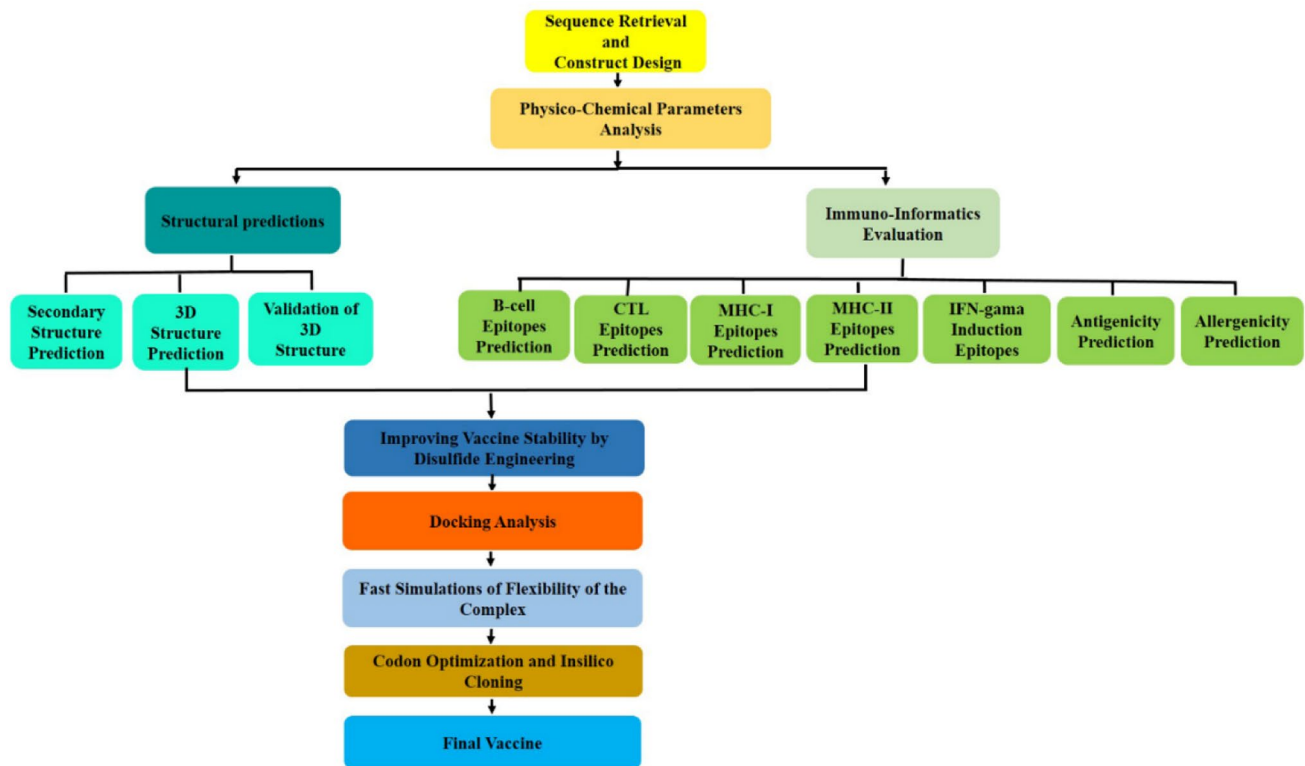 Sequence Retrieval
and
Construct Design
Physico-Chemical Parameters
Analysis
Structural predictions
Immuno-Informatics
Evaluation
Secondary
Structure
Prediction
3D
Structure
Prediction
Validation of
3D
Structure
B-cell
Epitopes
Prediction
CTL
Epitopes
Prediction
MHC-I
Epitopes
Prediction
MHC-II
Epitopes
Prediction
IFN-gama
Induction
Epitopes
Antigenicity
Prediction
Allergenicity
Prediction
Improving Vaccine Stability by
Disulfide Engineering
Docking Analysis
Fast Simulations of Flexibility of the
Complex
Codon Optimization and Insilico
Cloning
Final Vaccine